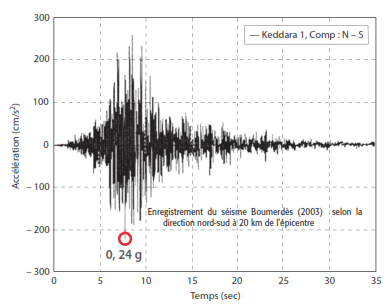 300
200
100
0
– 100
– 200
– 300
Accélération (cm/s²)
Keddara 1, Comp : N – S
Enregistrement du séisme Boumerdès (2003) selon la
direction nord-sud à 20 km de l'épicentre
0, 24 g
0 5 10 15 20 25 30 35
Temps (sec)